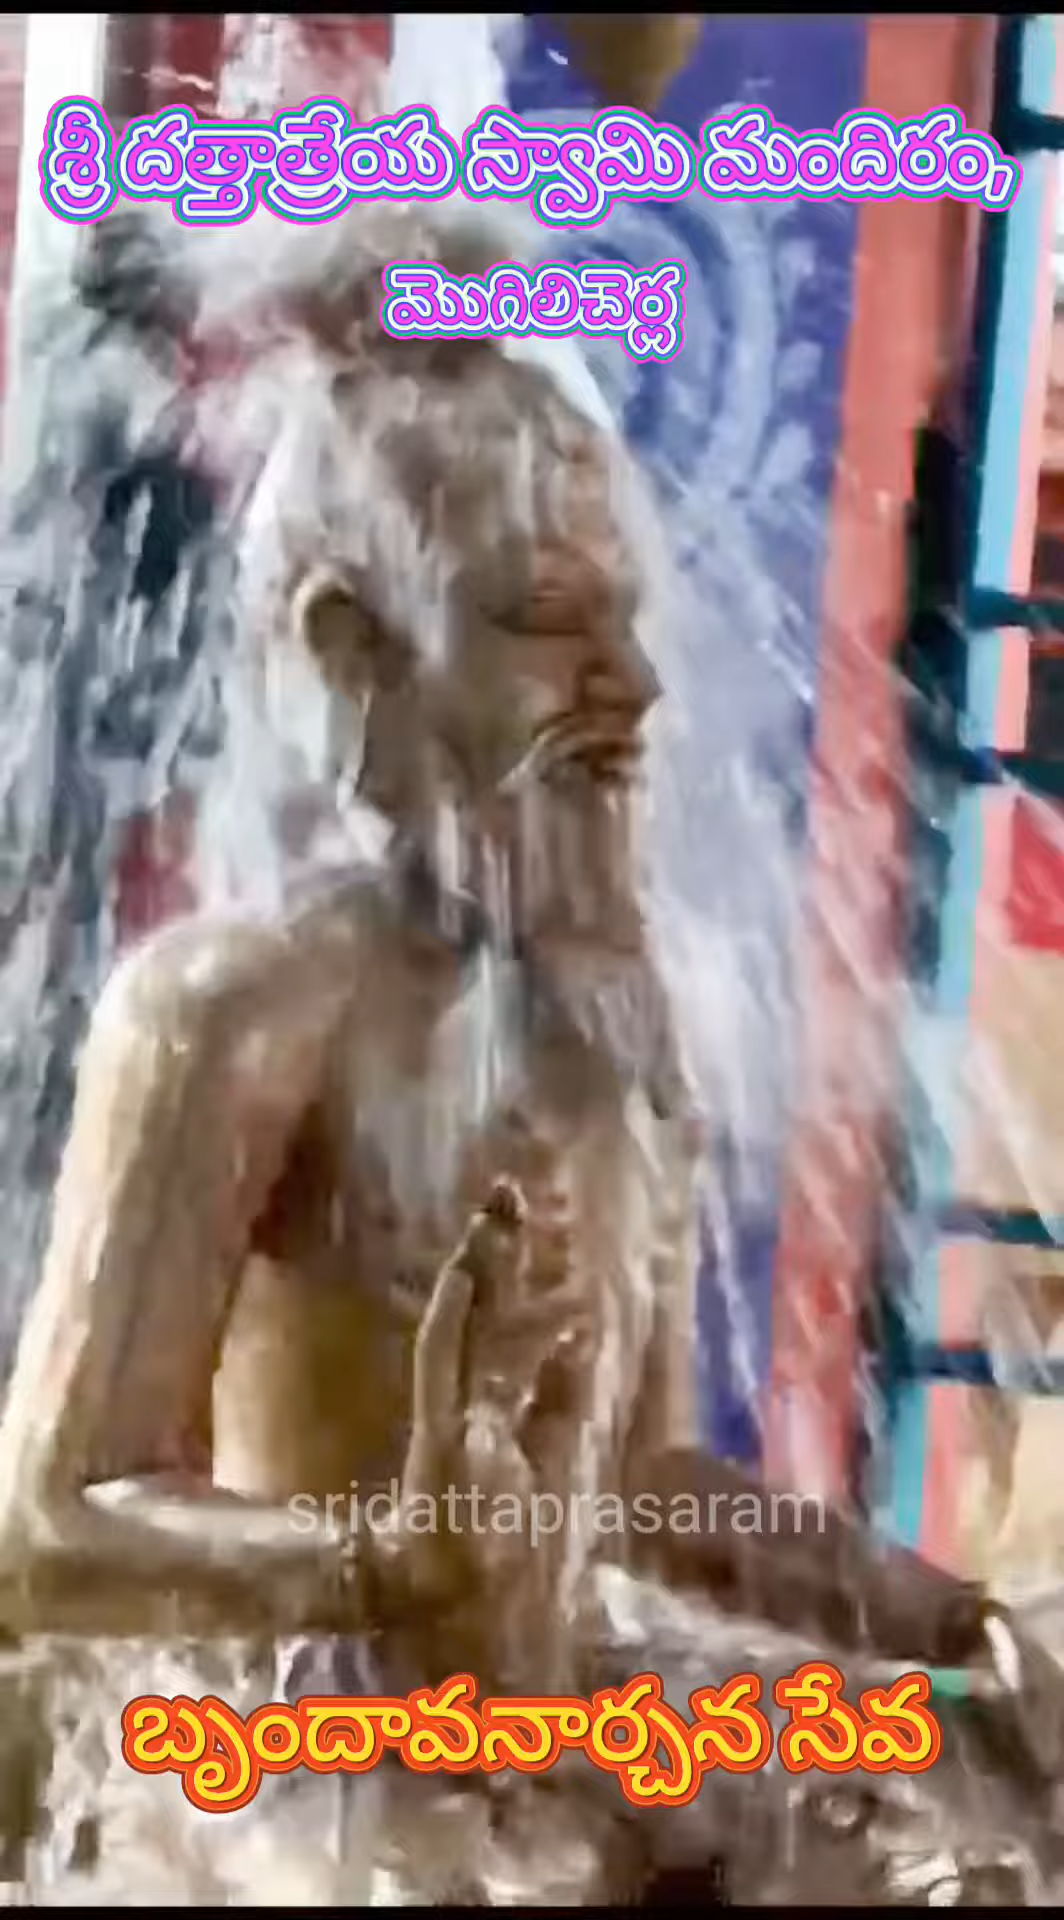 శ్రీ దత్తాత్రేయ స్వామి మందిరం,
మొగిలిచెర్ల
sridattaprasaram
బృందావనార్చన సేవ